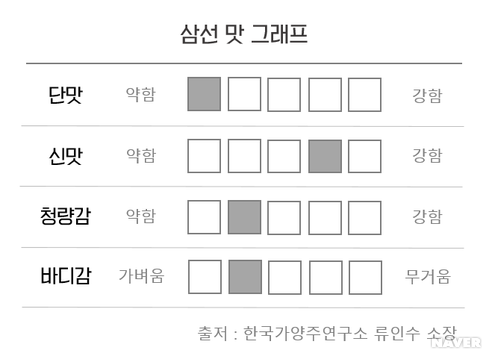 삼선 맛 그래프
단맛 약함 강함
신맛 약함 강함
청량감 약함 강함
바디감 가벼움 무거움
출저 : 한국가양주연구소 류인수 소장
NAVER